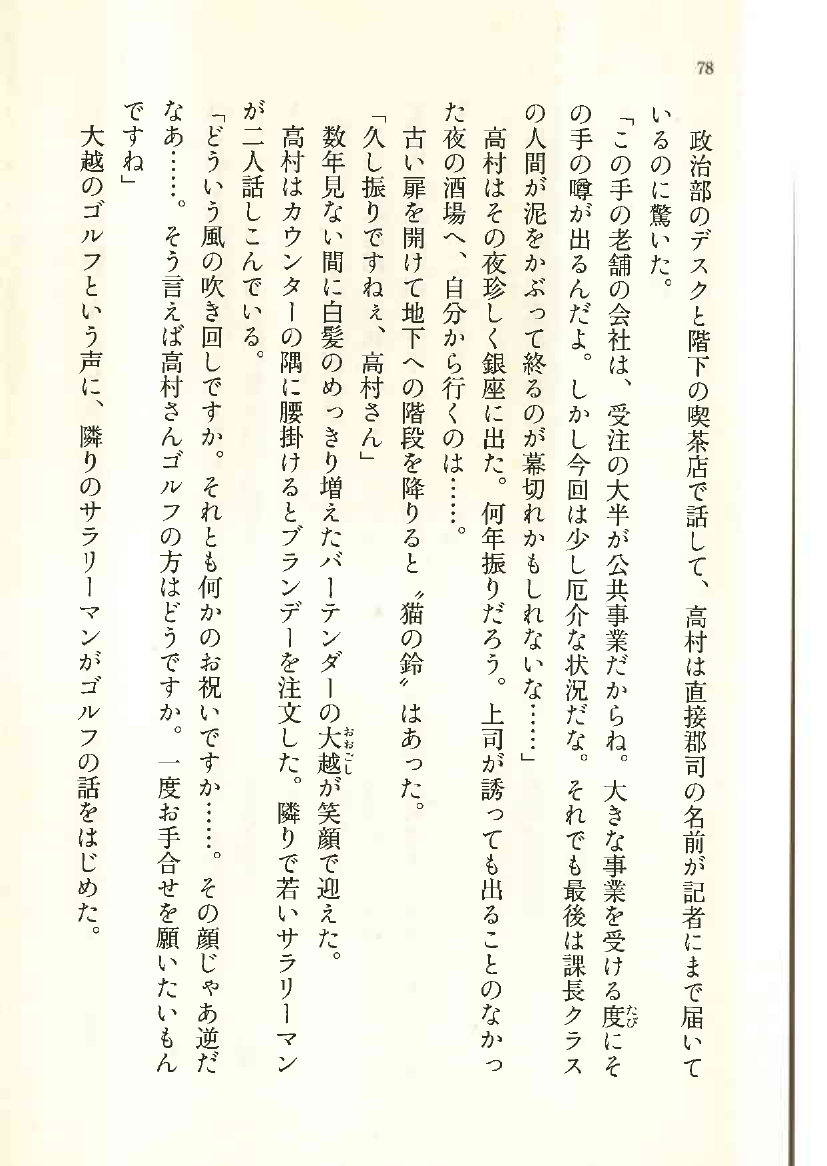 78
政治部のデスクと階下の喫茶店で話して、高村は直接郡司の名前が記者にまで届いて
いるのに驚いた。
「この手の老舗の会社は、受注の大半が公共事業だからね。大きな事業を受ける度にそ
たび
の手の噂が出るんだよ。しかし今回は少し厄介な状況だな。それでも最後は課長クラス
の人間が泥をかぶって終るのが幕切れかもしれないな……」
高村はその夜珍しく銀座に出た。何年振りだろう。上司が誘っても出ることのなかっ
た夜の酒場へ、自分から行くのは……。
古い扉を開けて地下への階段を降りると〝猫の鈴〟はあった。
「久し振りですねぇ、高村さん」
数年見ない間に白髪のめっきり増えたバーテンダーの大越が笑顔で迎えた。
おおごし
高村はカウンターの隅に腰掛けるとブランデーを注文した。隣りで若いサラリーマン
が二人話しこんでいる。
「どういう風の吹き回しですか。それとも何かのお祝いですか……。その顔じゃあ逆だ
なあ……。そう言えば高村さんゴルフの方はどうですか。一度お手合せを願いたいもん
ですね」
大越のゴルフという声に、隣りのサラリーマンがゴルフの話をはじめた。